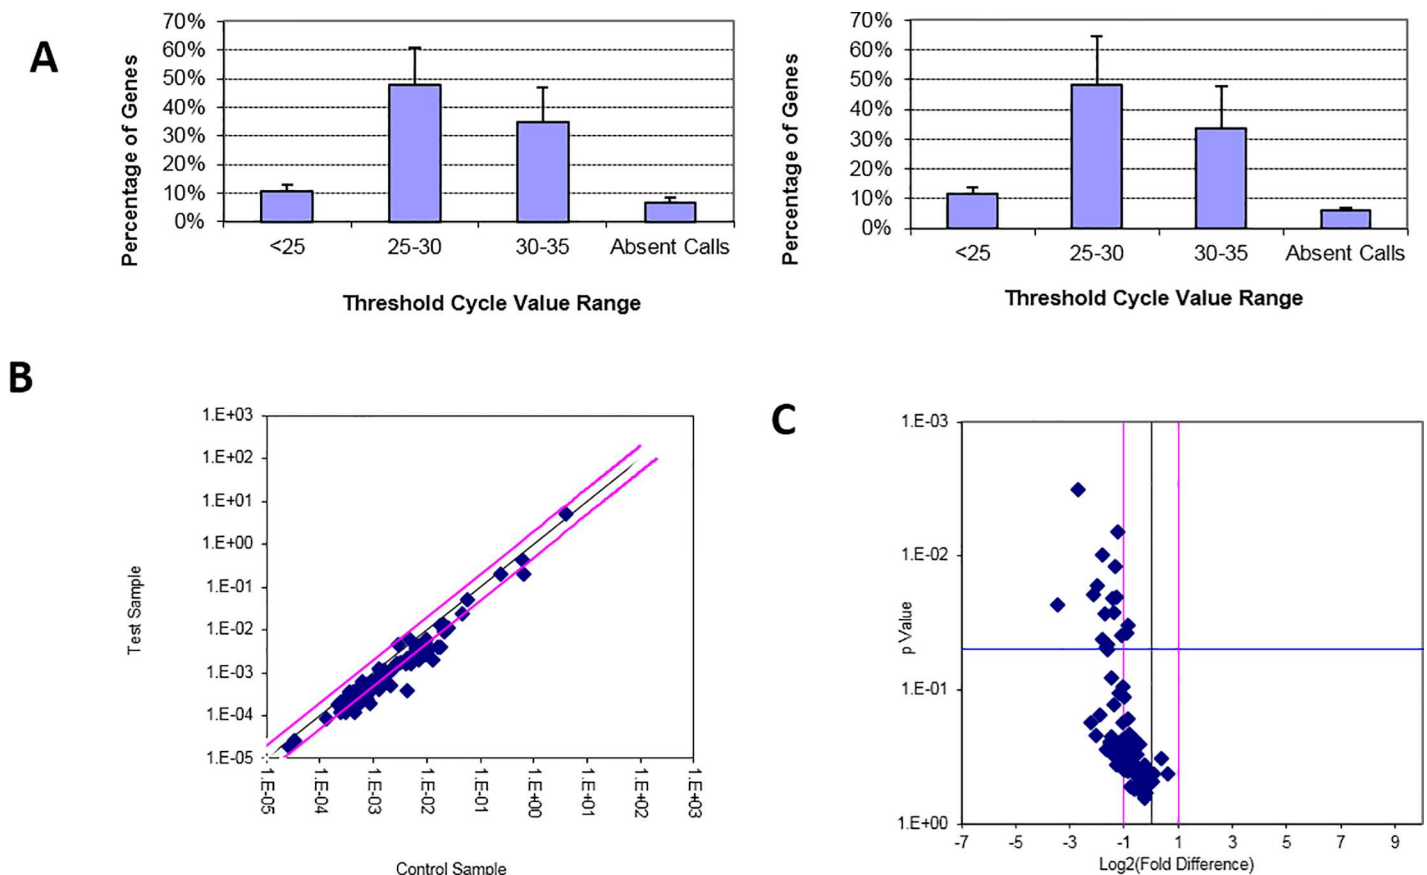 A
Percentage of Genes
70%
60%
50%
40%
30%
20%
10%
0%
<25 25-30 30-35 Absent Calls
Threshold Cycle Value Range
Percentage of Genes
70%
60%
50%
40%
30%
20%
10%
0%
<25 25-30 30-35 Absent Calls
Threshold Cycle Value Range
B
Test Sample
1.E+03
1.E+02
1.E+01
1.E+00
1.E-01
1.E-02
1.E-03
1.E-04
1.E-05
1.E-05 1.E-04 1.E-03 1.E-02 1.E-01 1.E+00 1.E+01 1.E+02 1.E+03
Control Sample
C
p Value
1.E-03
1.E-02
1.E-01
1.E+00
-7 -5 -3 -1 1 3 5 7 9
Log2(Fold Difference)